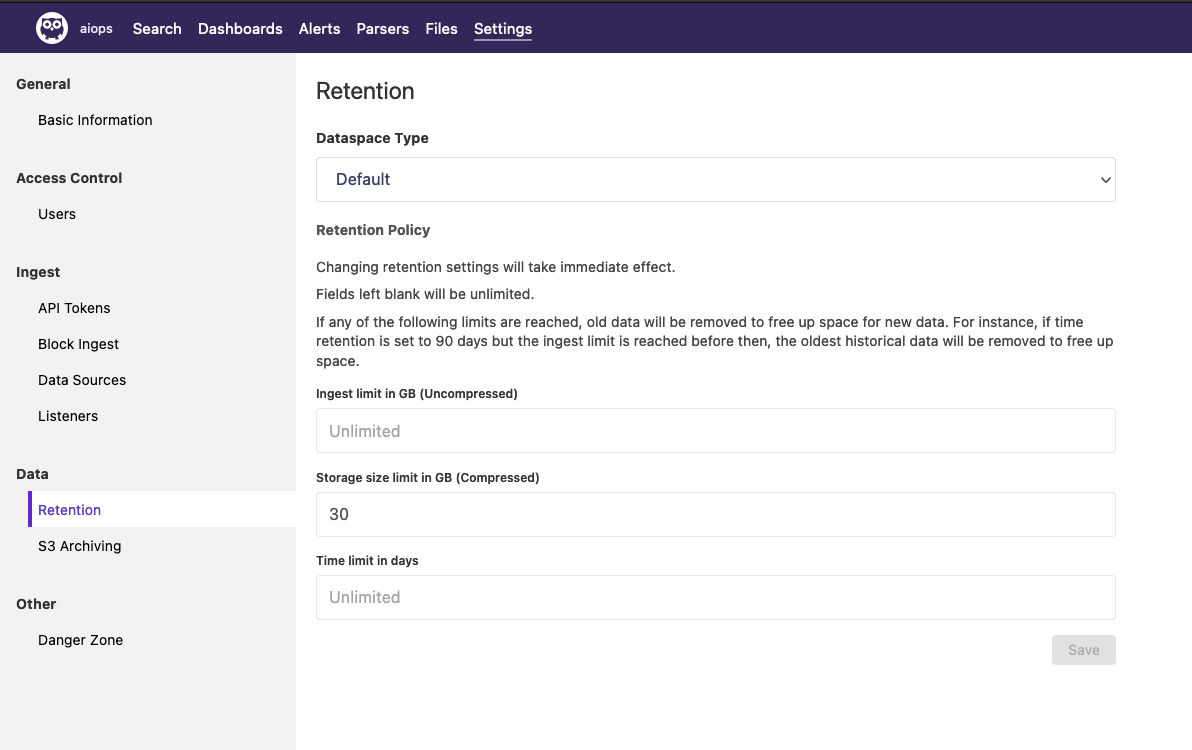 aiops Search Dashboards Alerts Parsers Files Settings
General
Basic Information
Access Control
Users
Ingest
API Tokens
Block Ingest
Data Sources
Listeners
Data
Retention
S3 Archiving
Other
Danger Zone
Retention
Dataspace Type
Default
Retention Policy
Changing retention settings will take immediate effect.
Fields left blank will be unlimited.
If any of the following limits are reached, old data will be removed to free up space for new data. For instance, if time
retention is set to 90 days but the ingest limit is reached before then, the oldest historical data will be removed to free up
space.
Ingest limit in GB (Uncompressed)
Unlimited
Storage size limit in GB (Compressed)
30
Time limit in days
Unlimited
Save